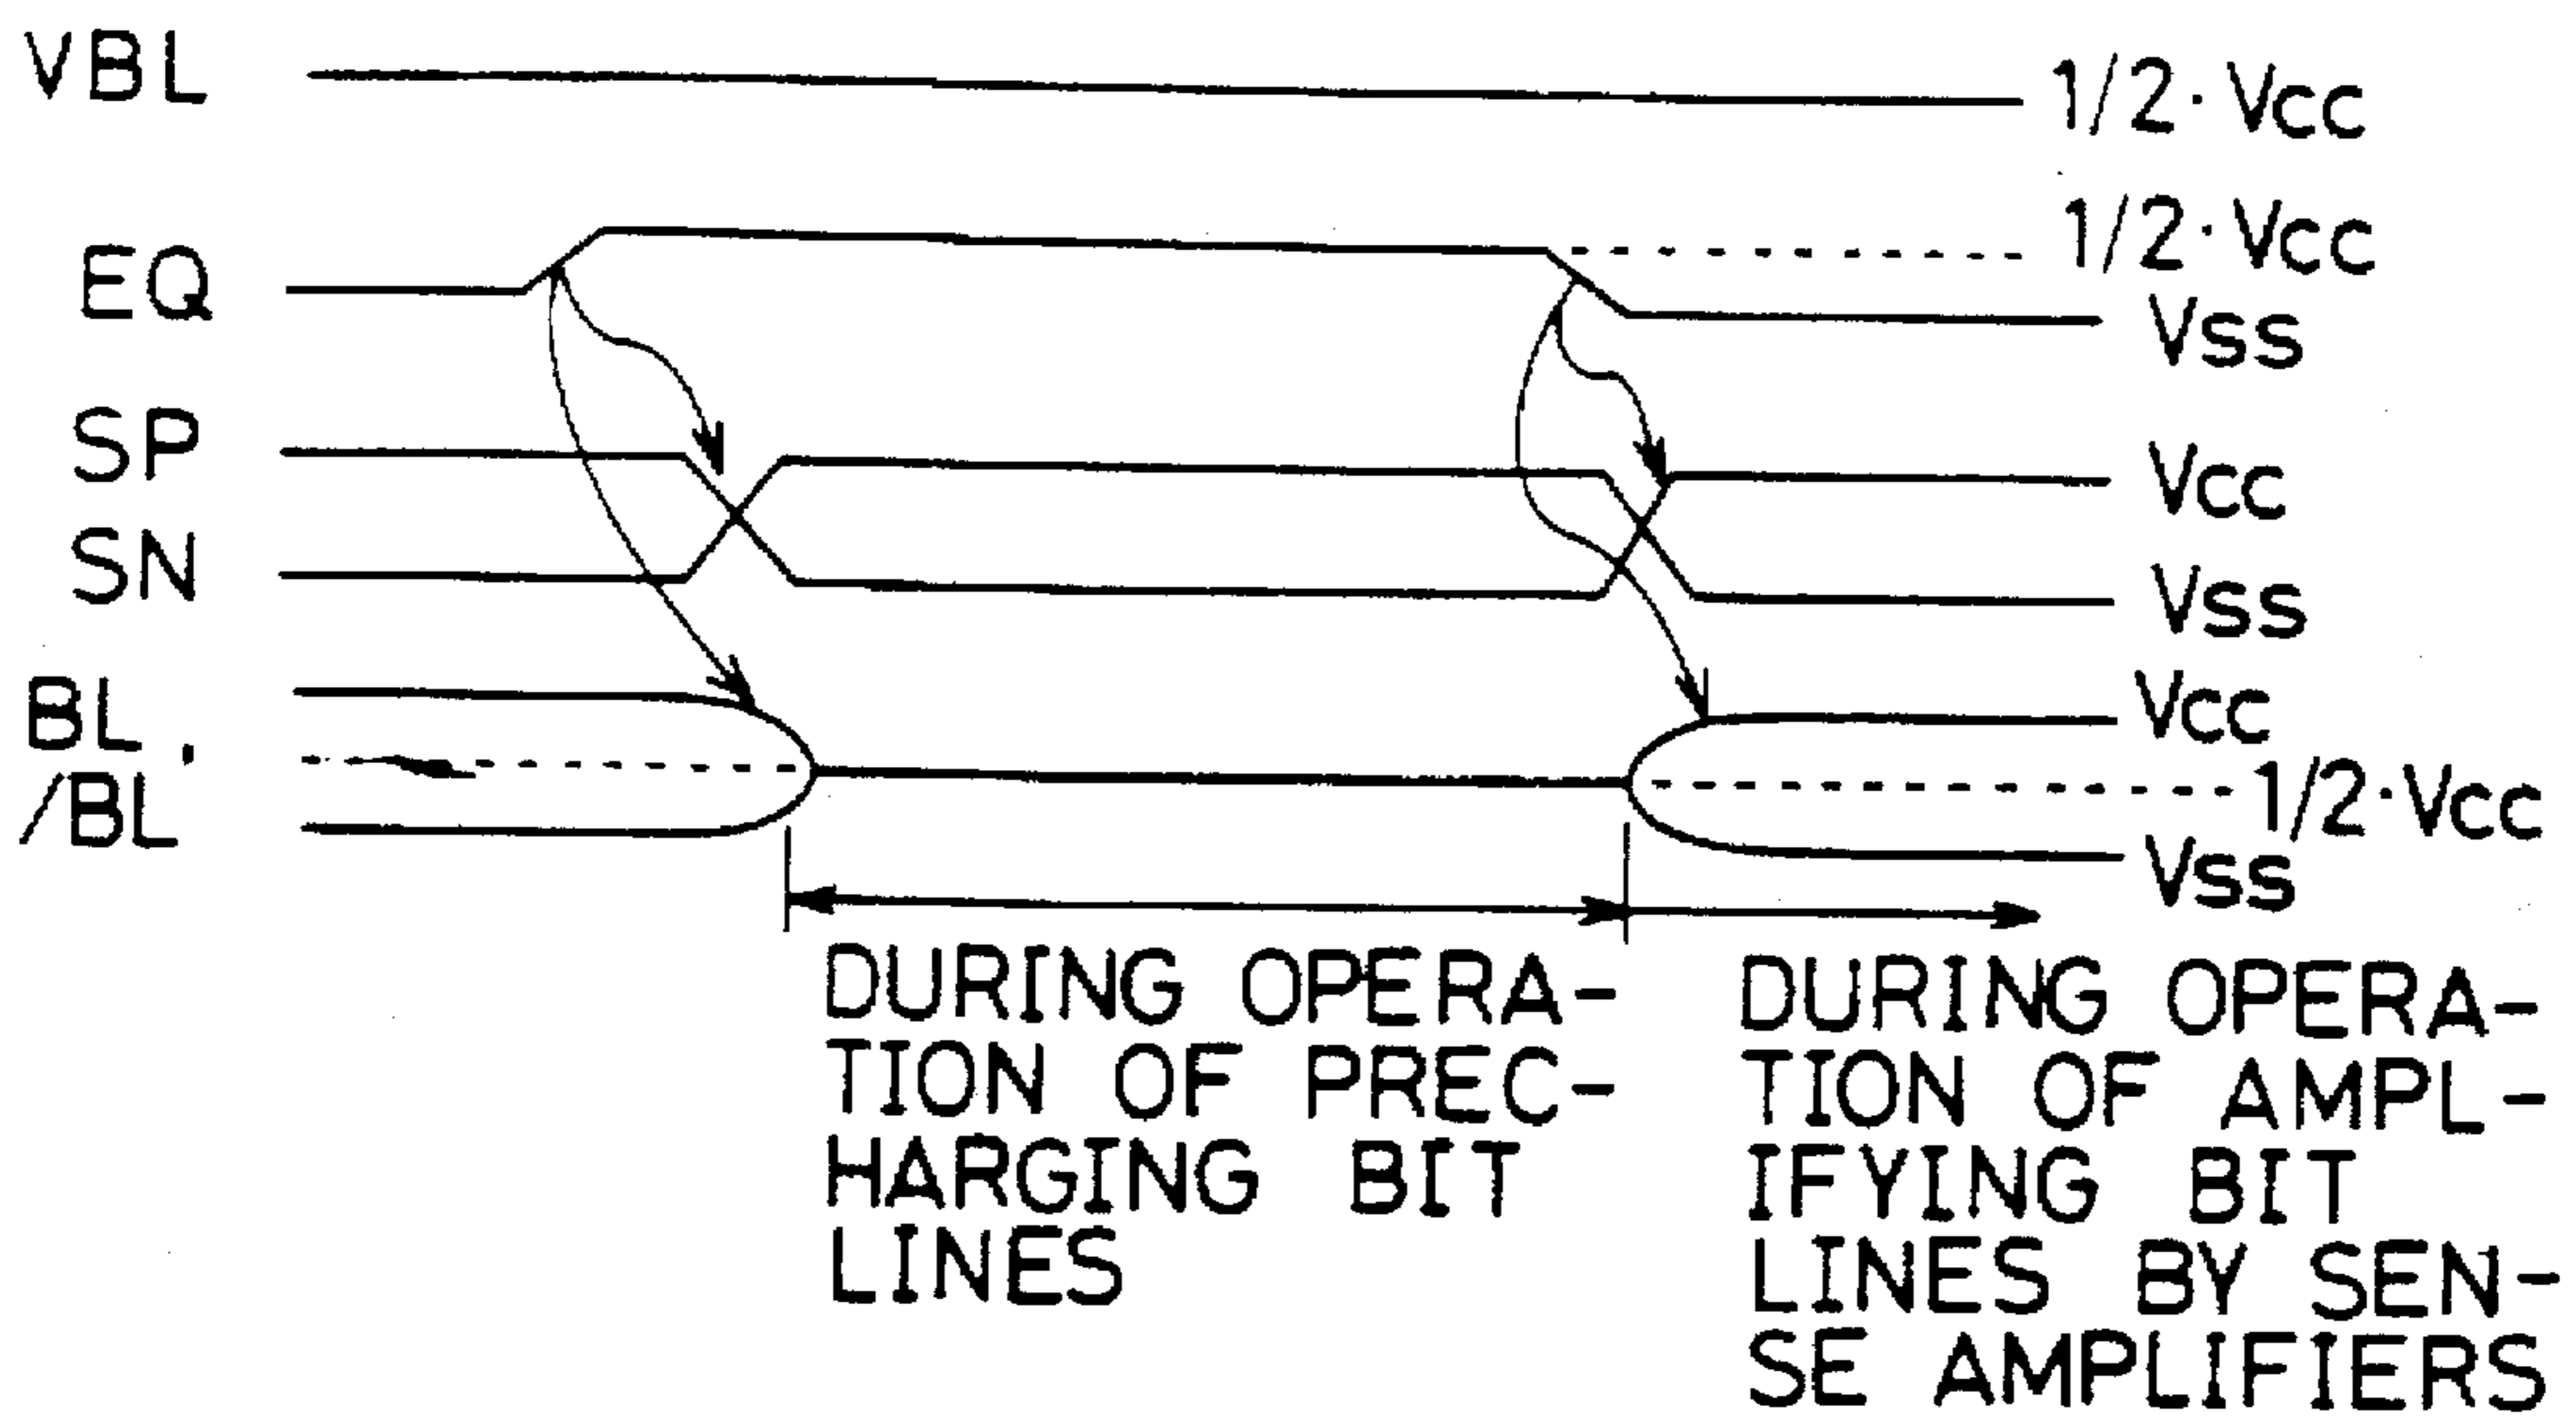 VBL
1/2·Vcc
EQ
1/2·Vcc
Vss
SP
Vcc
SN
Vss
BL,
/BL
Vcc
1/2·Vcc
Vss
DURING OPERA-
TION OF PREC-
HARGING BIT
LINES
DURING OPERA-
TION OF AMPL-
IFYING BIT
LINES BY SEN-
SE AMPLIFIERS